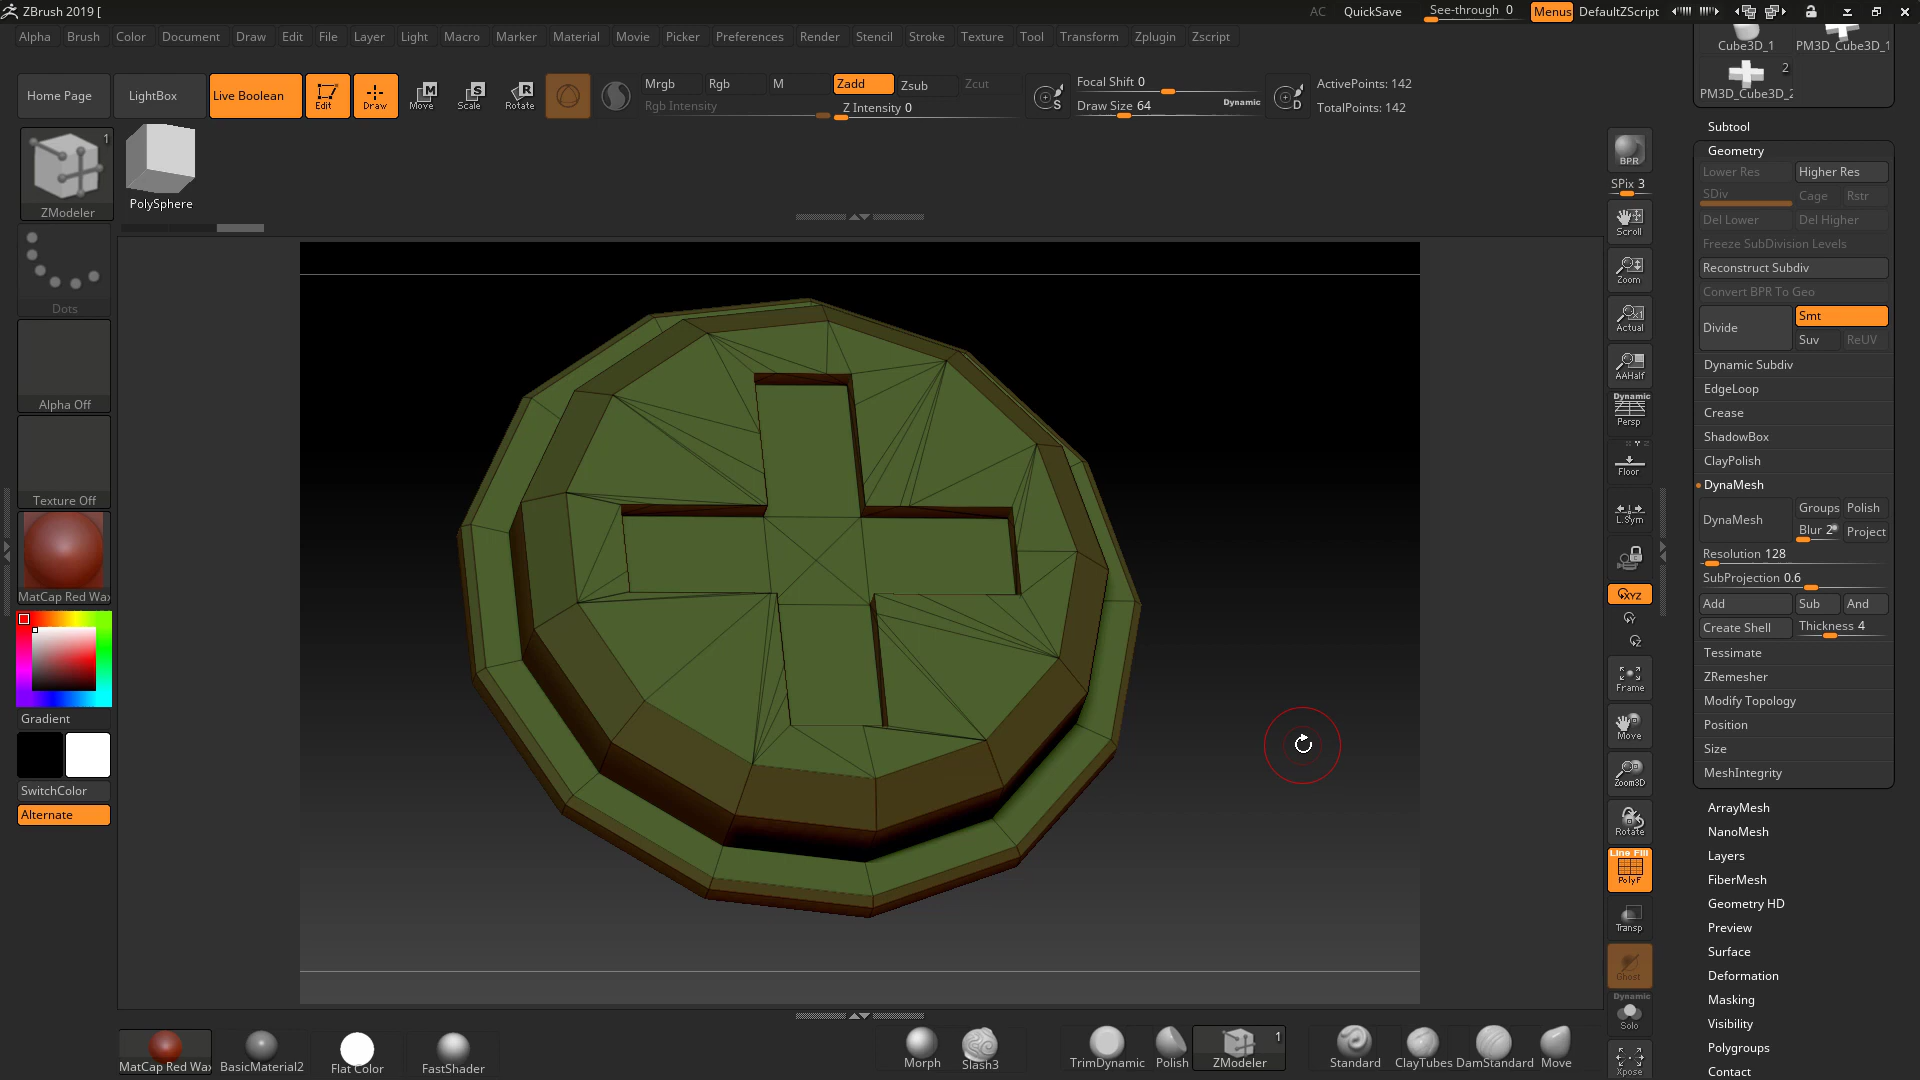 ZBrush 2019 [
AC QuickSave See-through 0 Menus DefaultZScript
Alpha Brush Color Document Draw Edit File Layer Light Macro Marker Material Movie Picker Preferences Render Stencil Stroke Texture Tool Transform Zplugin Zscript
Home Page LightBox Live Boolean Edit Draw Move Scale Rotate
Mrgb Rgb M Zadd Zsub Zcut
Rgb Intensity Z Intensity 0
Focal Shift 0
Draw Size 64 Dynamic
ActivePoints: 142
TotalPoints: 142
S
D
1
ZModeler
PolySphere
Dots
Alpha Off
Texture Off
MatCap Red Wax
Gradient
SwitchColor
Alternate
BPR
SPix 3
Scroll
Zoom
Actual
AAHalf
Dynamic
Persp
Floor
L.Sym
XYZ
Y
Z
Frame
Move
Zoom3D
Rotate
Line Fill
PolyF
Transp
Ghost
Dynamic
Solo
Xpose
Cube3D_1 PM3D_Cube3D_1
2
PM3D_Cube3D_2
Subtool
Geometry
Lower Res Higher Res
SDiv Cage Rstr
Del Lower Del Higher
Freeze SubDivision Levels
Reconstruct Subdiv
Convert BPR To Geo
Divide Smt
Suv ReUV
Dynamic Subdiv
EdgeLoop
Crease
ShadowBox
ClayPolish
DynaMesh
DynaMesh Groups Polish
Blur 2 Project
Resolution 128
SubProjection 0.6
Add Sub And
Create Shell Thickness 4
Tessimate
ZRemesher
Modify Topology
Position
Size
MeshIntegrity
ArrayMesh
NanoMesh
Layers
FiberMesh
Geometry HD
Preview
Surface
Deformation
Masking
Visibility
Polygroups
Contact
MatCap Red Wax BasicMaterial2 Flat Color FastShader Morph Slash3 TrimDynamic Polish ZModeler 1 Standard ClayTubes DamStandard Move